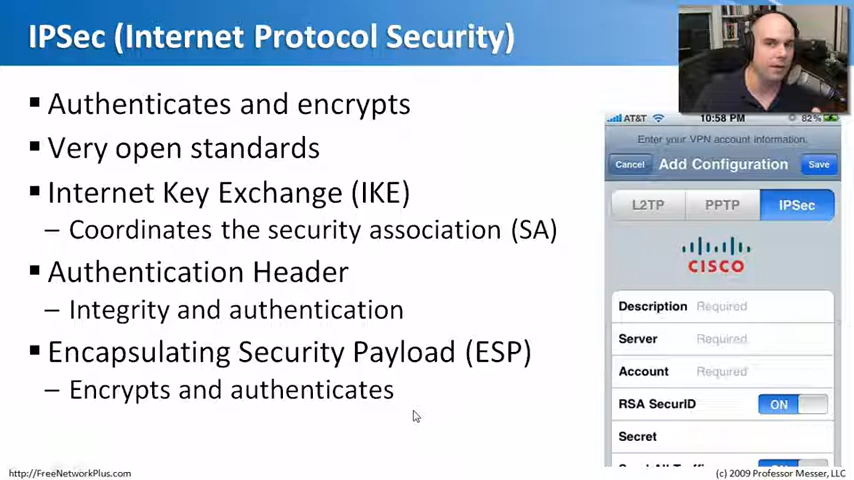 IPSec (Internet Protocol Security)
▪ Authenticates and encrypts
▪ Very open standards
▪ Internet Key Exchange (IKE)
– Coordinates the security association (SA)
▪ Authentication Header
– Integrity and authentication
▪ Encapsulating Security Payload (ESP)
– Encrypts and authenticates
AT&T 10:58 PM 82%
Enter your VPN account information.
Cancel Add Configuration Save
L2TP PPTP IPSec
CISCO
Description Required
Server Required
Account Required
RSA SecurID ON
Secret
http://FreeNetworkPlus.com
(c) 2009 Professor Messer, LLC